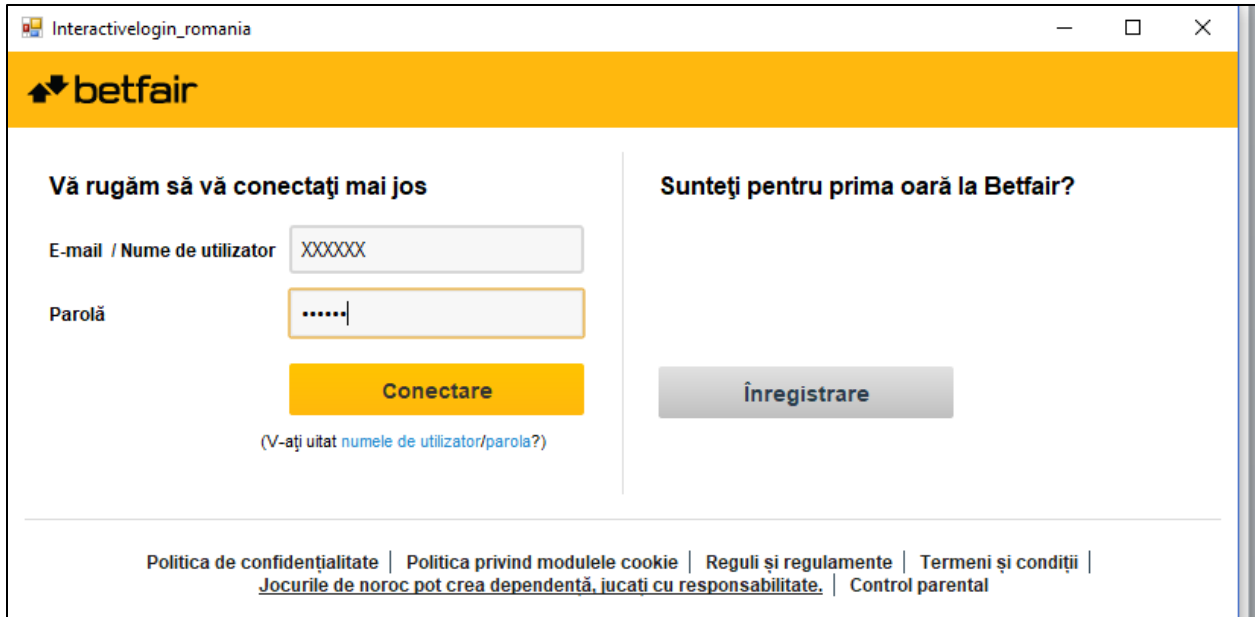 Interactivelogin_romania
betfair
Vă rugăm să vă conectaţi mai jos
E-mail / Nume de utilizator
XXXXXX
Parolă
••••••
Conectare
(V-aţi uitat numele de utilizator/parola?)
Sunteţi pentru prima oară la Betfair?
Înregistrare
Politica de confidențialitate | Politica privind modulele cookie | Reguli și regulamente | Termeni și condiții |
Jocurile de noroc pot crea dependență, jucați cu responsabilitate. | Control parental